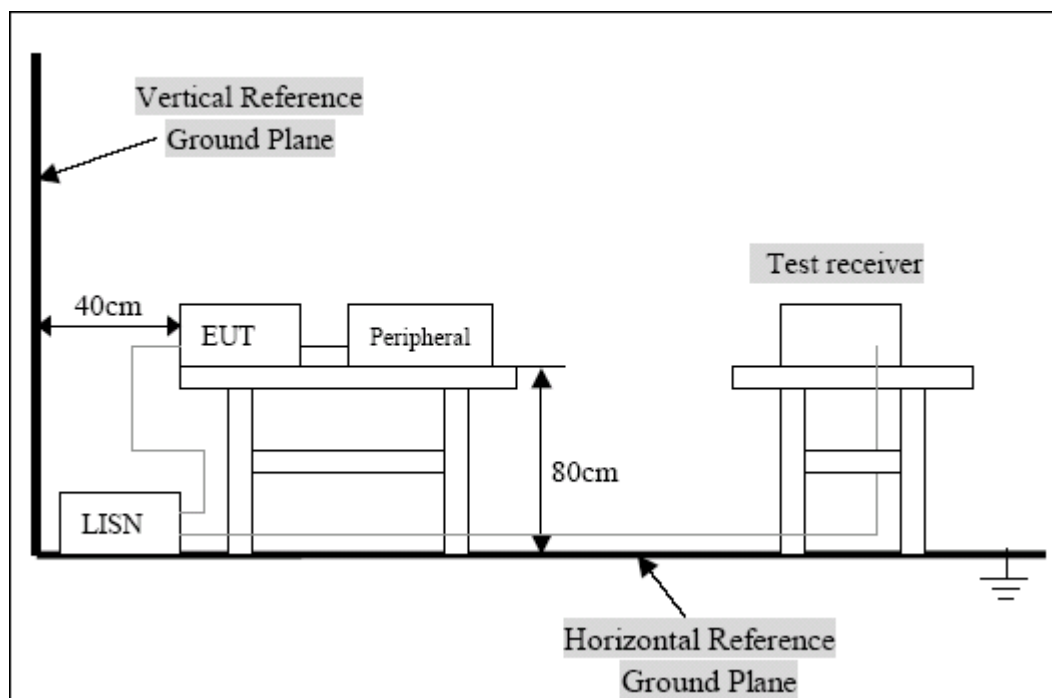 Vertical Reference
Ground Plane
Test receiver
40cm
EUT
Peripheral
80cm
LISN
Horizontal Reference
Ground Plane